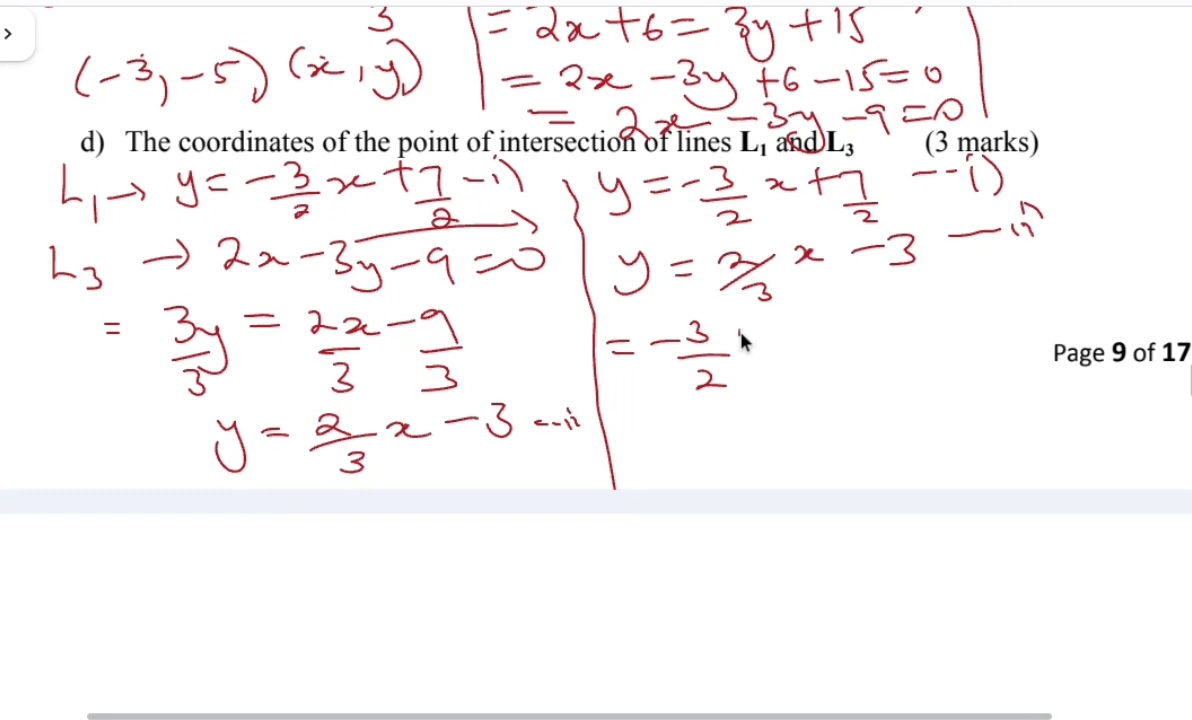 3
= 2x + 6 = 3y + 15
(-3, -5) (x, y)
= 2x - 3y + 6 - 15 = 0
= 2x - 3y - 9 = 0
d) The coordinates of the point of intersection of lines L₁ and L₃ (3 marks)
L₁ → y = -3/2 x + 7/2 - i)
L₃ → 2x - 3y - 9 = 0
= 3y/3 = 2x/3 - 9/3
y = 2/3 x - 3 --ii
y = -3/2 x + 7/2 --i)
y = 2/3 x - 3 — ii)
= -3/2
Page 9 of 17